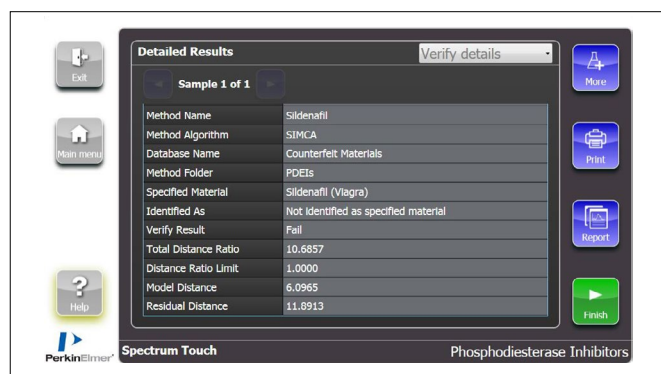 Detailed Results
Verify details
Exit
Sample 1 of 1
More
Method Name Sildenafil
Method Algorithm SIMCA
Database Name Counterfeit Materials
Main menu
Print
Method Folder PDEIs
Specified Material Sildenafil (Viagra)
Identified As Not identified as specified material
Verify Result Fail
Report
Total Distance Ratio 10.6857
Distance Ratio Limit 1.0000
Model Distance 6.0965
Residual Distance 11.8913
?
Help
Finish
PerkinElmer
Spectrum Touch
Phosphodiesterase Inhibitors